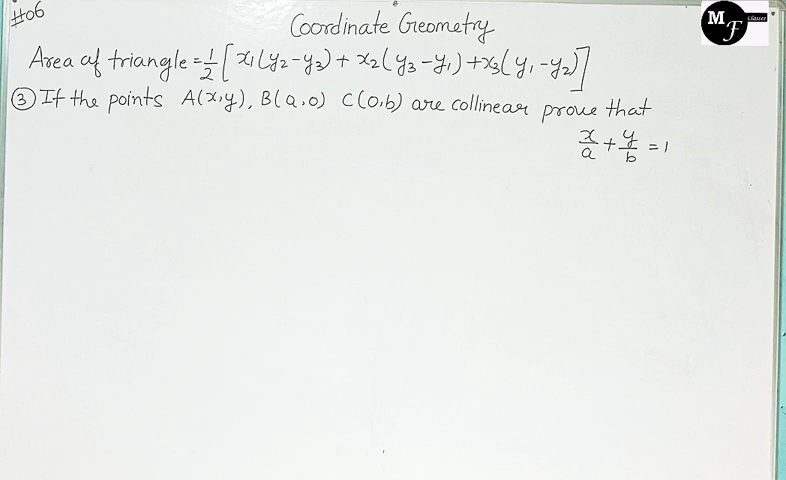 #06
Coordinate Geometry
M F Classes
Area of triangle = 1/2 [ x₁(y₂-y₃) + x₂(y₃-y₁) + x₃(y₁-y₂) ]
③ If the points A(x,y), B(a,0) C(0,b) are collinear prove that
x/a + y/b = 1